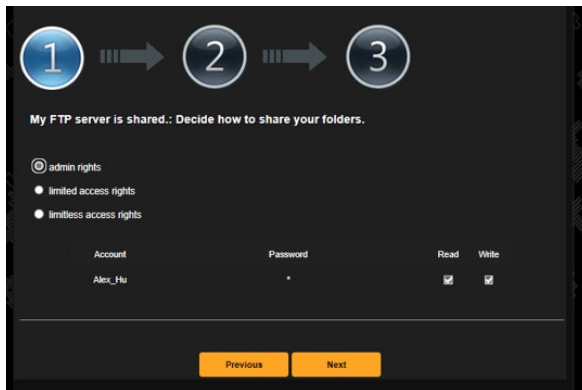 1 2 3
My FTP server is shared.: Decide how to share your folders.
admin rights
limited access rights
limitless access rights
Account Password Read Write
Alex_Hu *
Previous Next